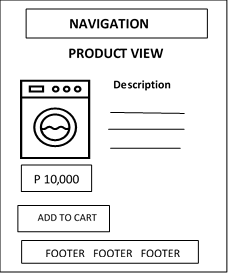 NAVIGATION
PRODUCT VIEW
Description
P 10,000
ADD TO CART
FOOTER FOOTER FOOTER